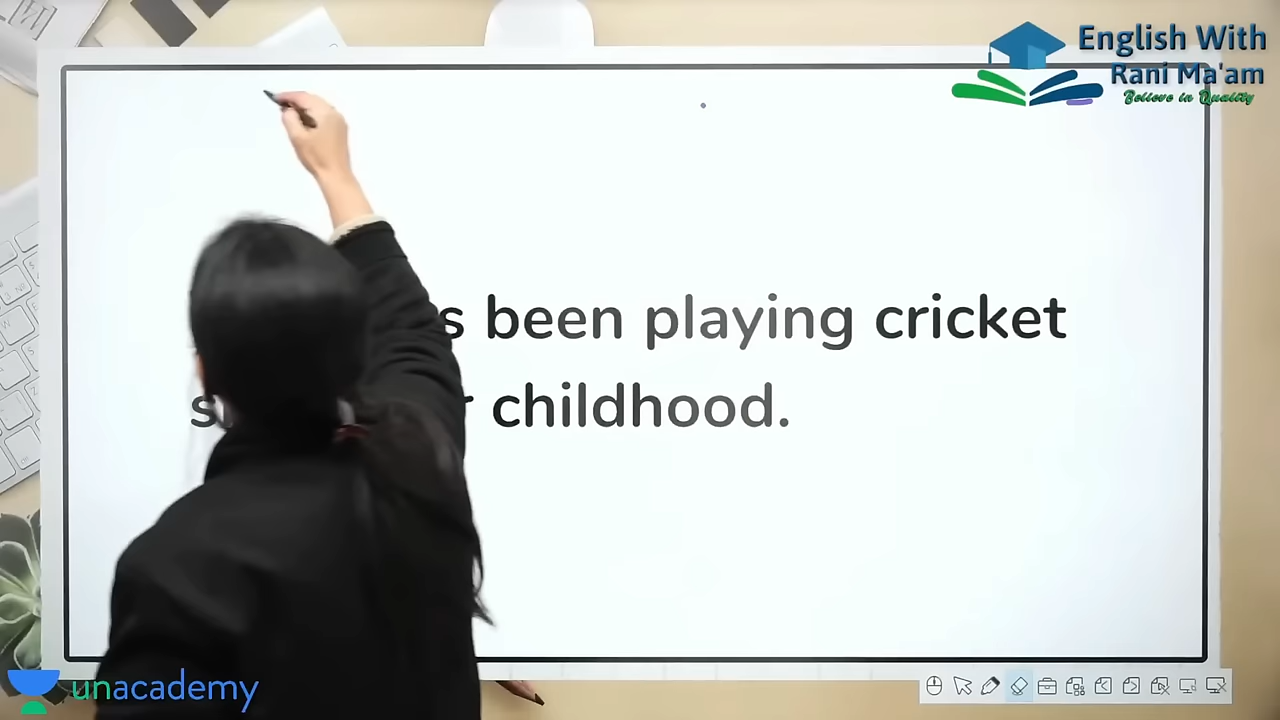 English With
Rani Ma'am
Believe in Quality
been playing cricket
childhood.
unacademy